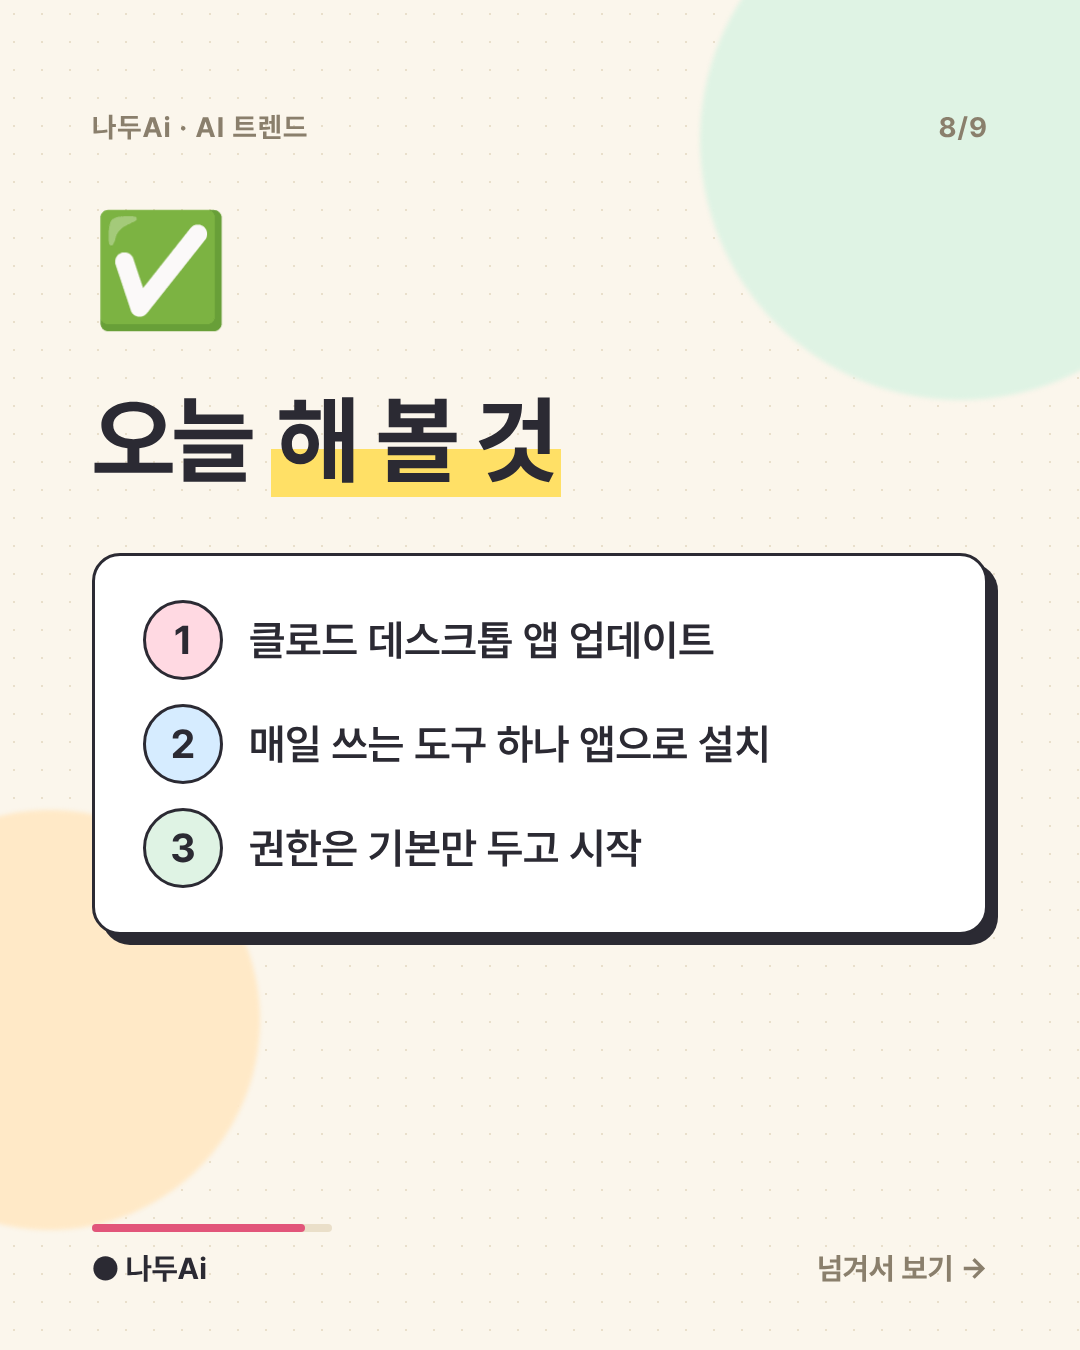 나두Ai · AI 트렌드
8/9
오늘 해 볼 것
1 클로드 데스크톱 앱 업데이트
2 매일 쓰는 도구 하나 앱으로 설치
3 권한은 기본만 두고 시작
나두Ai
넘겨서 보기 →